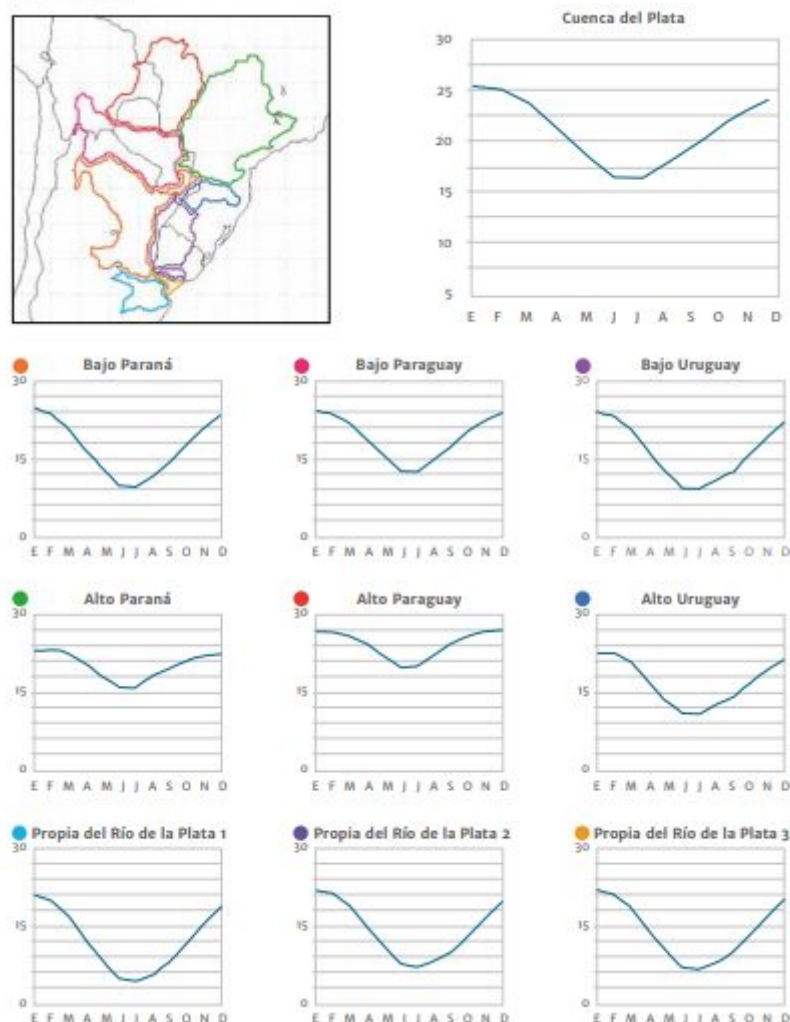 Cuenca del Plata
30
25
20
15
10
5
E F M A M J J A S O N D
Bajo Paraná
30
15
0
E F M A M J J A S O N D
Bajo Paraguay
30
15
0
E F M A M J J A S O N D
Bajo Uruguay
30
15
0
E F M A M J J A S O N D
Alto Paraná
30
15
0
E F M A M J J A S O N D
Alto Paraguay
30
15
0
E F M A M J J A S O N D
Alto Uruguay
30
15
0
E F M A M J J A S O N D
Propia del Río de la Plata 1
30
15
0
E F M A M J J A S O N D
Propia del Río de la Plata 2
30
15
0
E F M A M J J A S O N D
Propia del Río de la Plata 3
30
15
0
E F M A M J J A S O N D